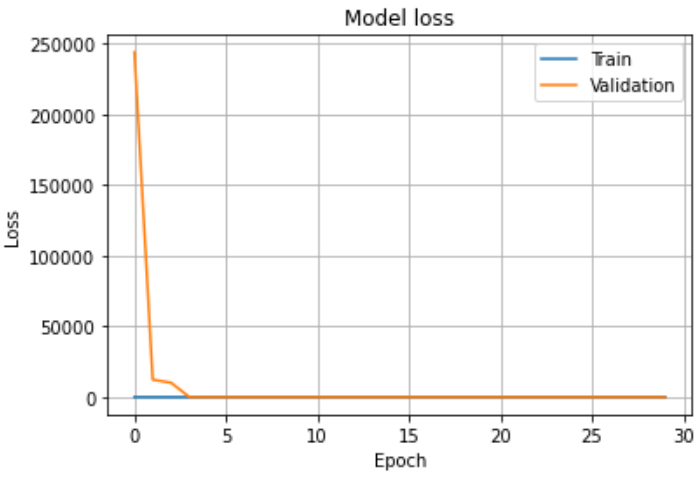 Model loss
Train
Validation
250000
200000
150000
100000
50000
0
Loss
0 5 10 15 20 25 30
Epoch